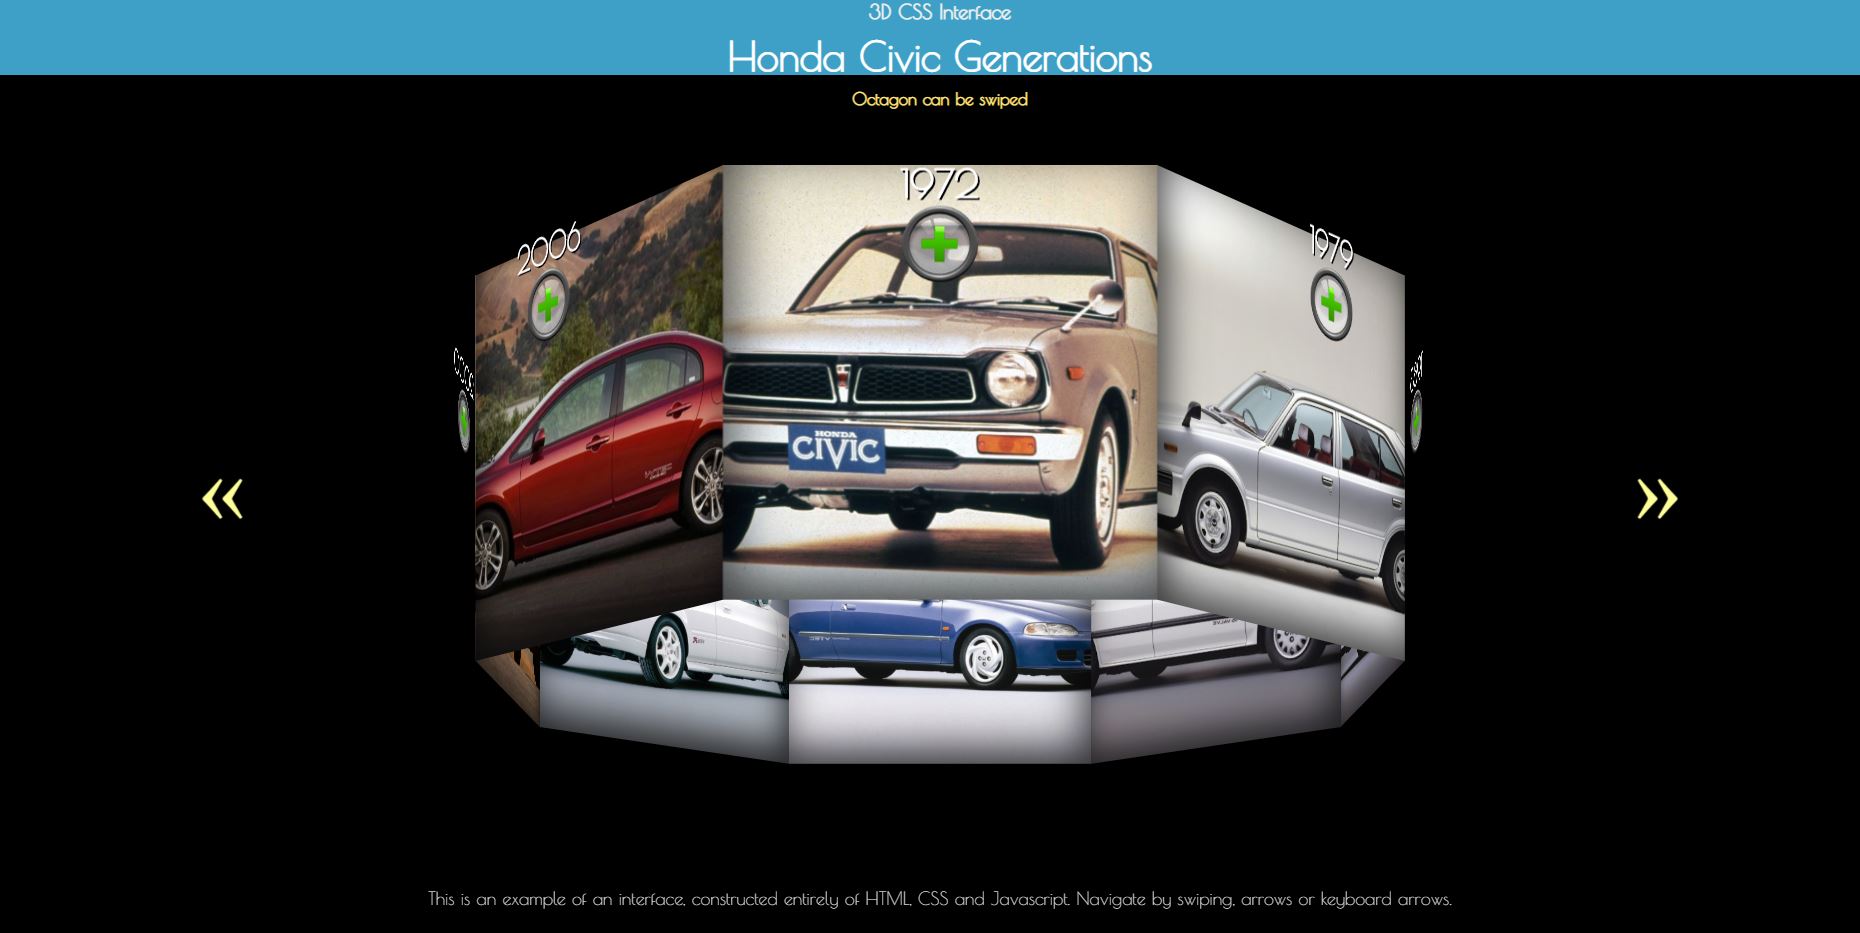 3D CSS Interface
Honda Civic Generations
Octagon can be swiped
1972
2006
1979
HONDA
CIVIC
This is an example of an interface, constructed entirely of HTML, CSS and Javascript. Navigate by swiping, arrows or keyboard arrows.